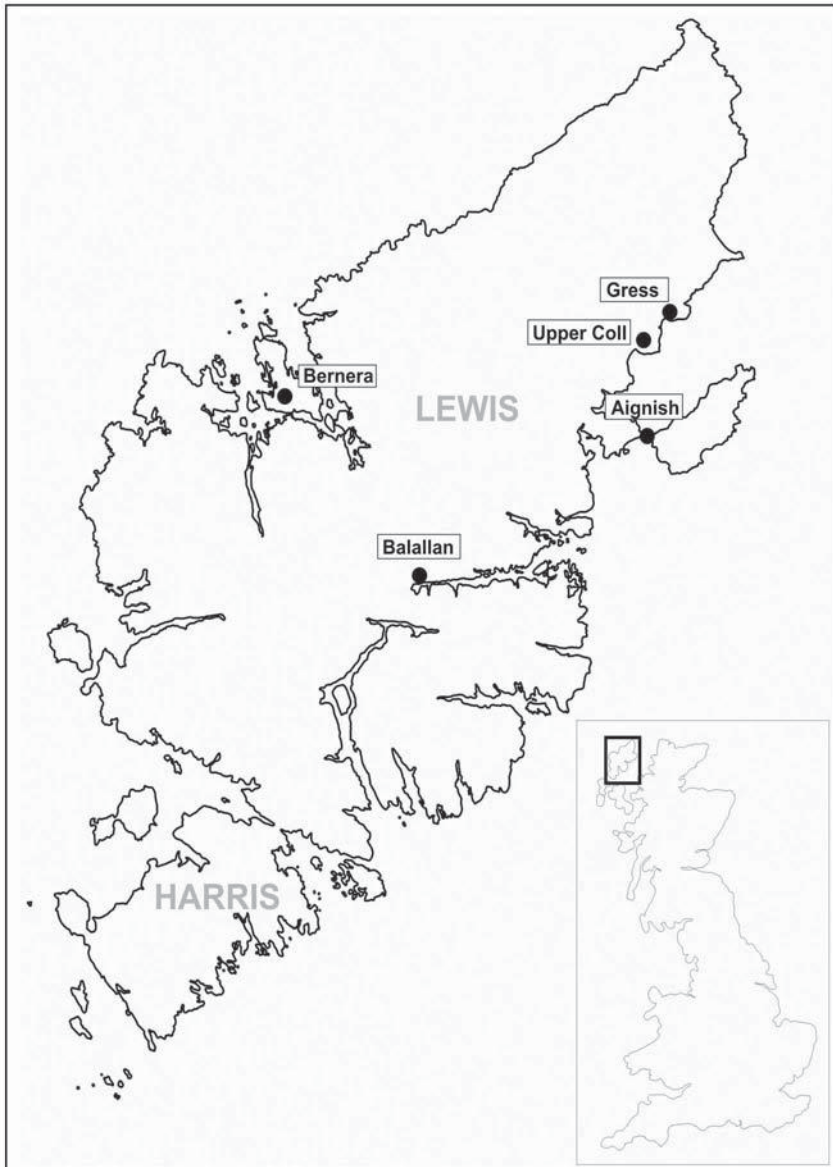 Gress
Upper Coll
Bernera
LEWIS
Aignish
Balallan
HARRIS